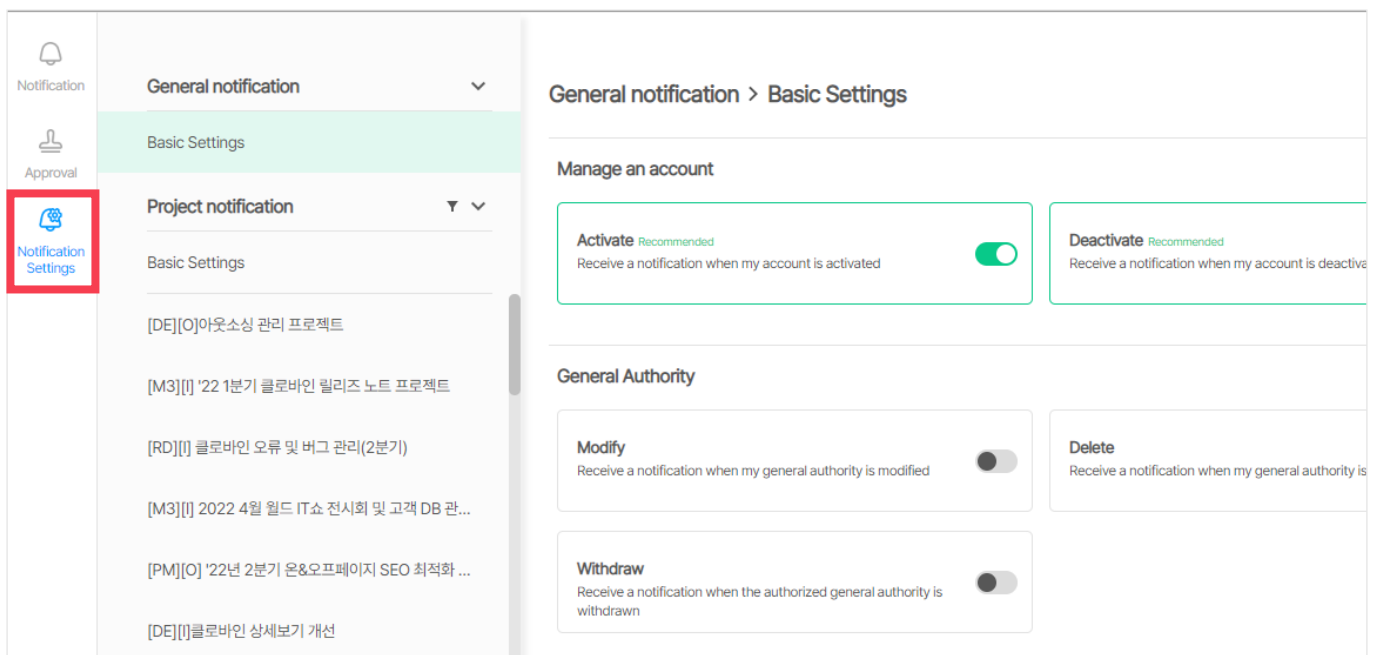 Notification
Approval
Notification
Settings
General notification
Basic Settings
Project notification
Basic Settings
[DE][O]아웃소싱 관리 프로젝트
[M3][I] '22 1분기 클로바인 릴리즈 노트 프로젝트
[RD][I] 클로바인 오류 및 버그 관리(2분기)
[M3][I] 2022 4월 월드 IT쇼 전시회 및 고객 DB 관...
[PM][O] '22년 2분기 온&오프페이지 SEO 최적화 ...
[DE][I]클로바인 상세보기 개선
General notification > Basic Settings
Manage an account
Activate Recommended
Receive a notification when my account is activated
Deactivate Recommended
Receive a notification when my account is deactiva
General Authority
Modify
Receive a notification when my general authority is modified
Delete
Receive a notification when my general authority is
Withdraw
Receive a notification when the authorized general authority is
withdrawn